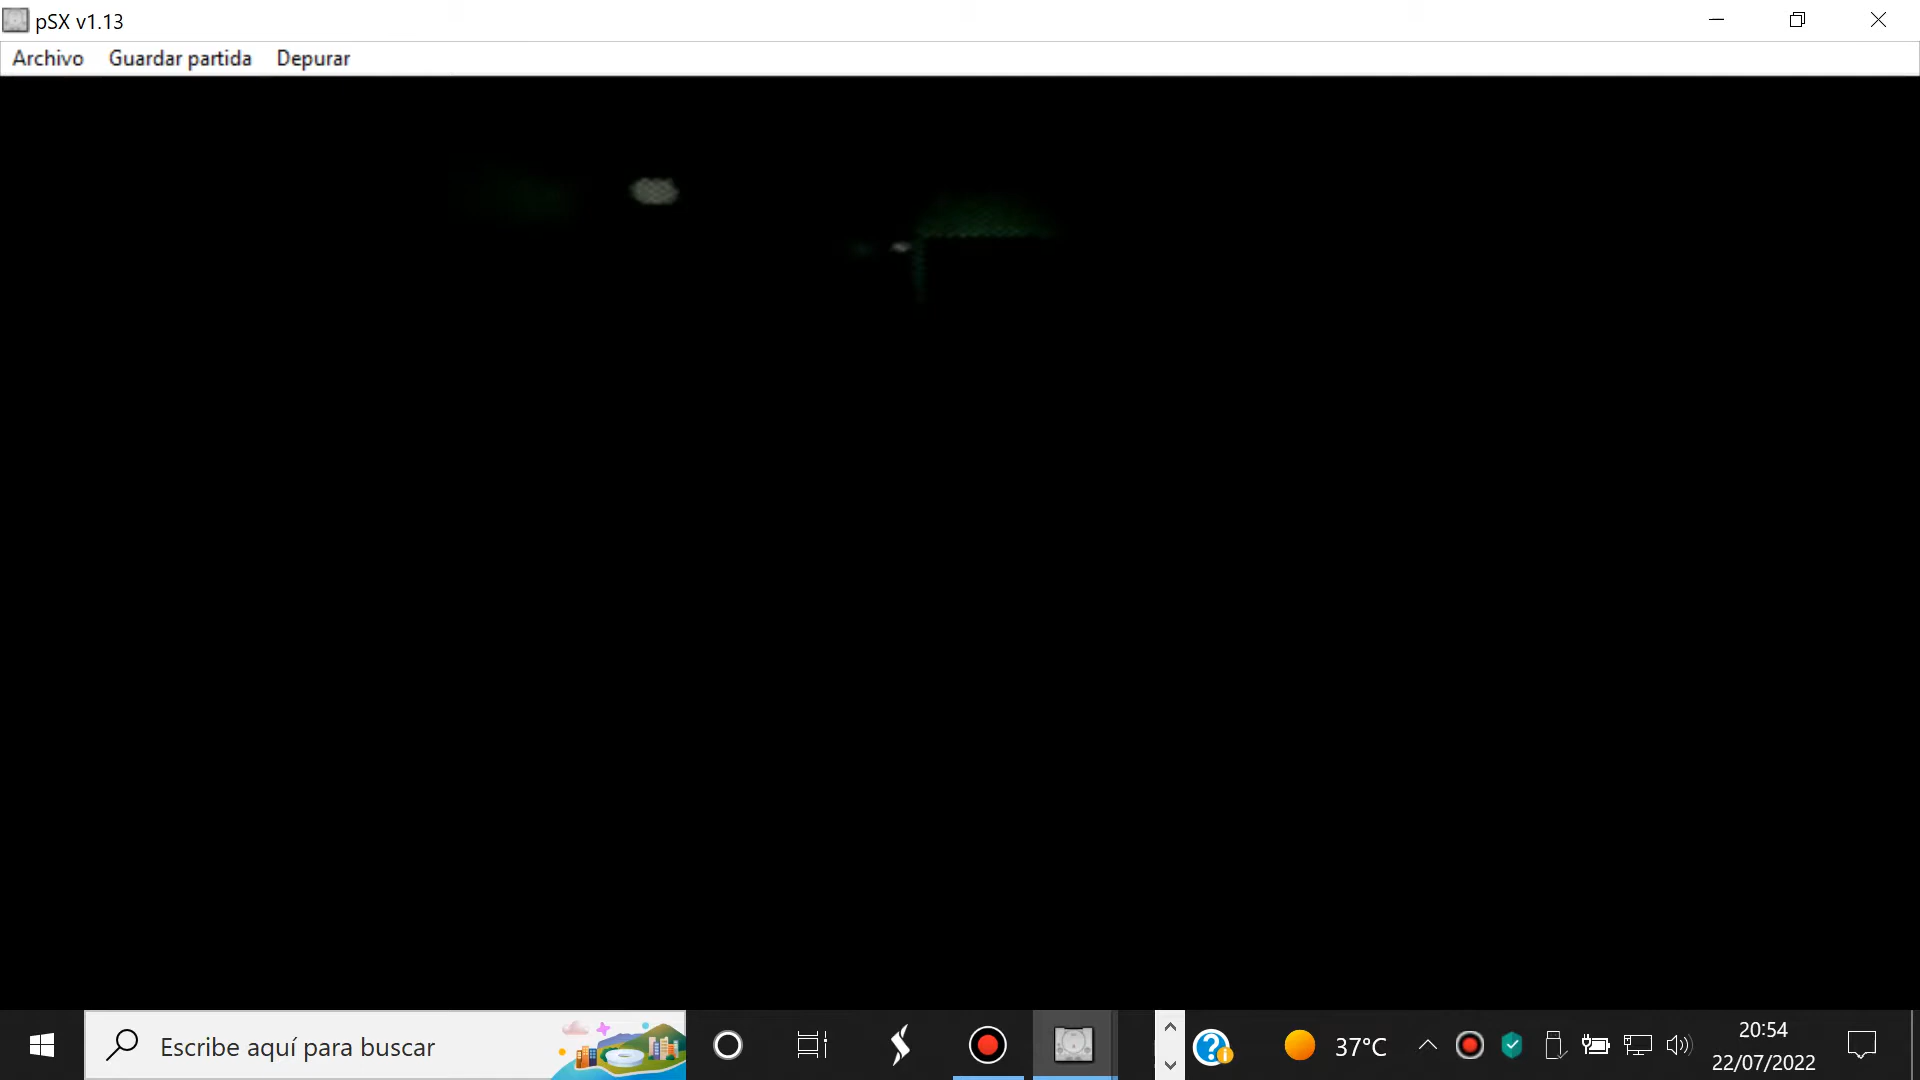 pSX v1.13
Archivo Guardar partida Depurar
Escribe aquí para buscar
37°C
20:54
22/07/2022